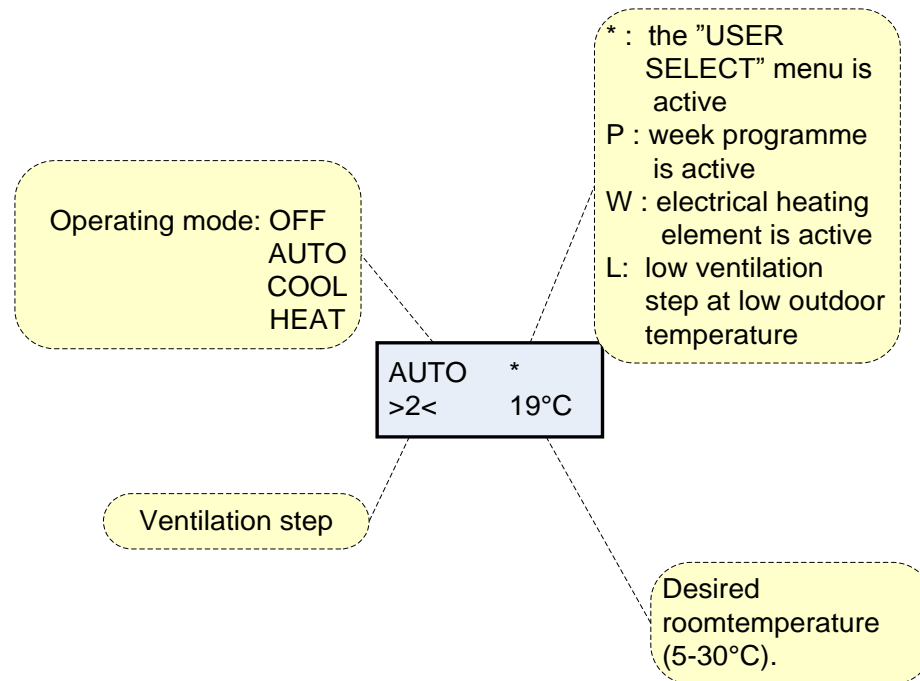 * : the ”USER
SELECT” menu is
active
P : week programme
is active
W : electrical heating
element is active
L: low ventilation
step at low outdoor
temperature
Operating mode: OFF
AUTO
COOL
HEAT
AUTO *
>2< 19°C
Ventilation step
Desired
roomtemperature
(5-30°C).